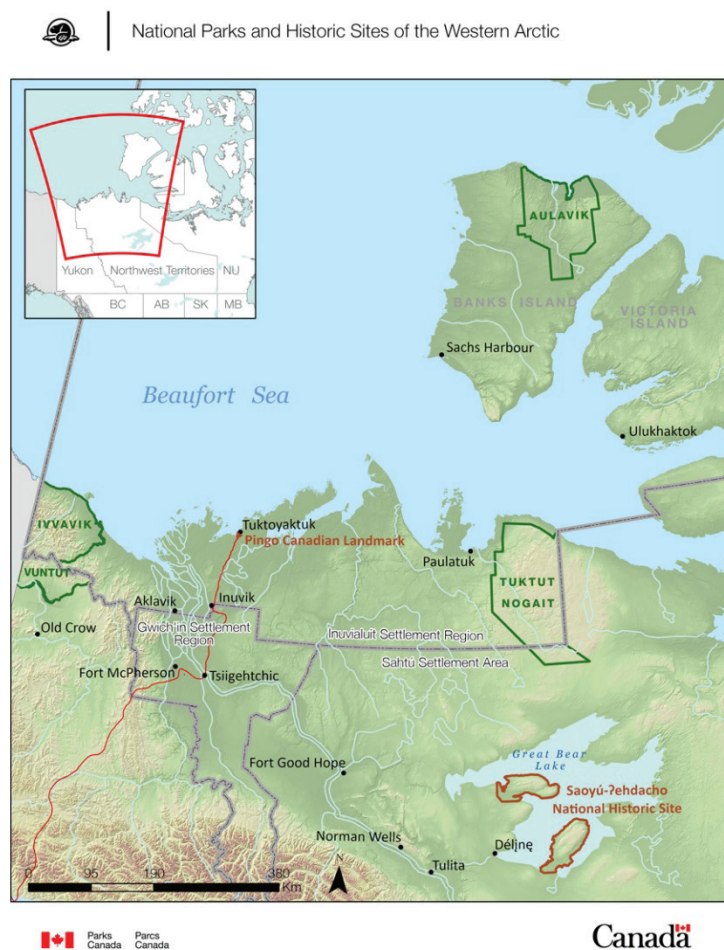 National Parks and Historic Sites of the Western Arctic
Yukon
Northwest Territories
NU
BC
AB
SK
MB
AULAVIK
BANKS ISLAND
VICTORIA
ISLAND
Sachs Harbour
Beaufort Sea
Ulukhaktok
IVVAVIK
Tuktoyaktuk
Pingo Canadian Landmark
Paulatuk
VUNTUT
TUKTUT
NOGAIT
Aklavik
Inuvik
Old Crow
Gwich'in Settlement
Region
Inuvialuit Settlement Region
Sahtú Settlement Area
Fort McPherson
Tsiigehtchic
Great Bear
Lake
Fort Good Hope
Saoyú-ʔehdacho
National Historic Site
Norman Wells
Délįnę
Tulita
N
0 95 190 380
Km
Parks
Canada
Parcs
Canada
Canada